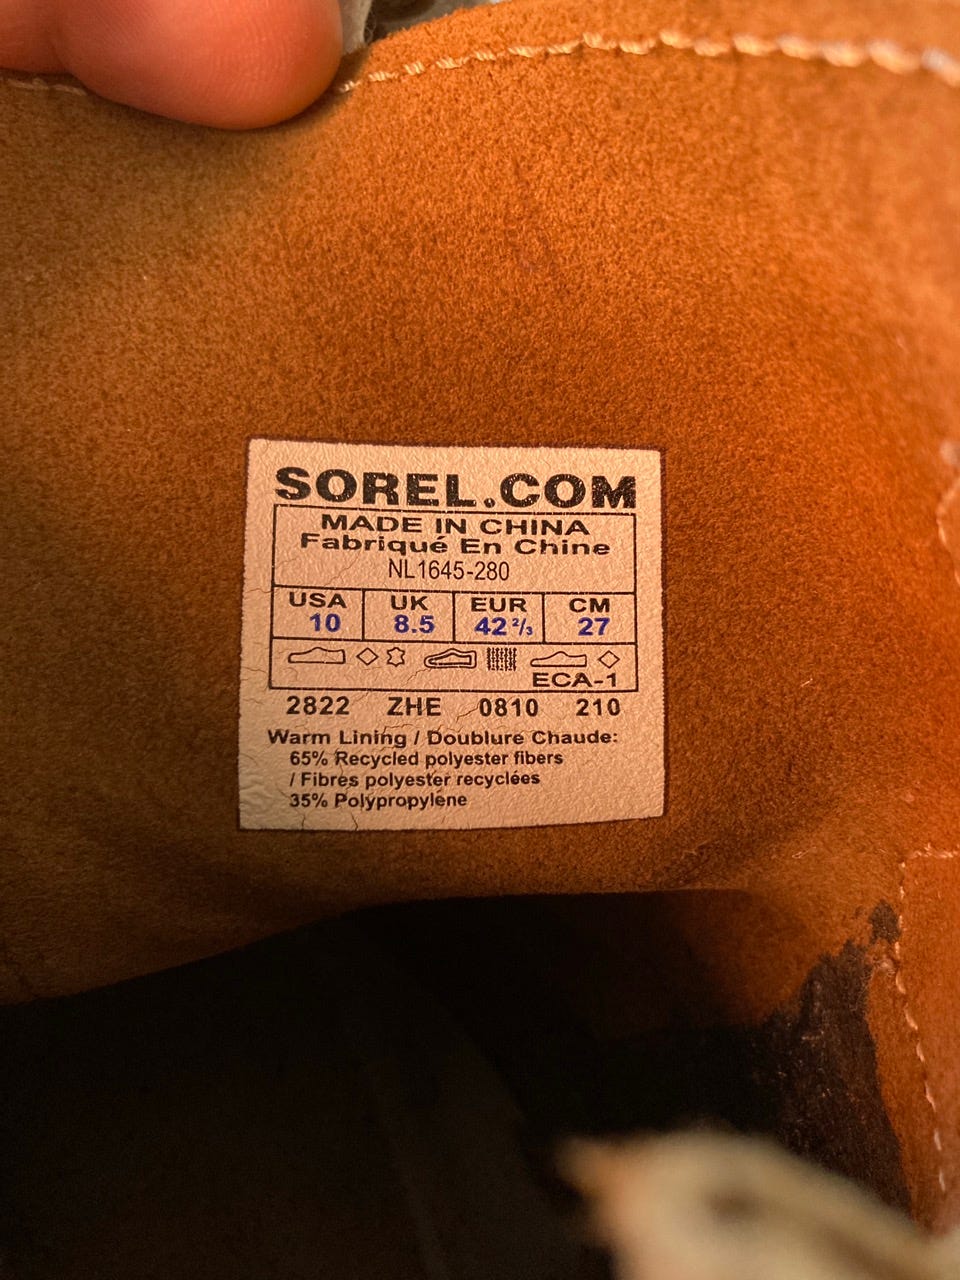 SOREL.COM
MADE IN CHINA
Fabriqué En Chine
NL1645-280
USA UK EUR CM
10 8.5 42 ⅔ 27
ECA-1
2822 ZHE 0810 210
Warm Lining / Doublure Chaude:
65% Recycled polyester fibers
/ Fibres polyester recyclées
35% Polypropylene